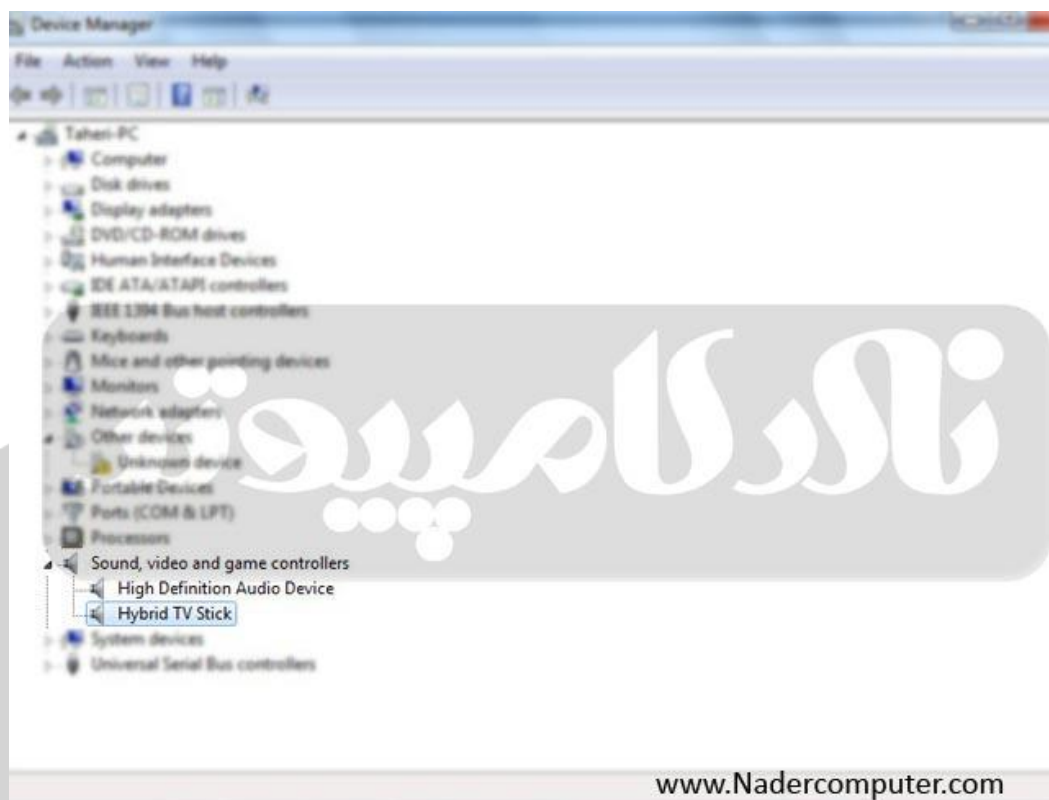 Device Manager
File Action View Help
Taheri-PC
Computer
Disk drives
Display adapters
DVD/CD-ROM drives
Human Interface Devices
IDE ATA/ATAPI controllers
IEEE 1394 Bus host controllers
Keyboards
Mice and other pointing devices
Monitors
Network adapters
Other devices
Unknown device
Portable Devices
Ports (COM & LPT)
Processors
Sound, video and game controllers
High Definition Audio Device
Hybrid TV Stick
System devices
Universal Serial Bus controllers
نادر کامپیوتر
www.Nadercomputer.com